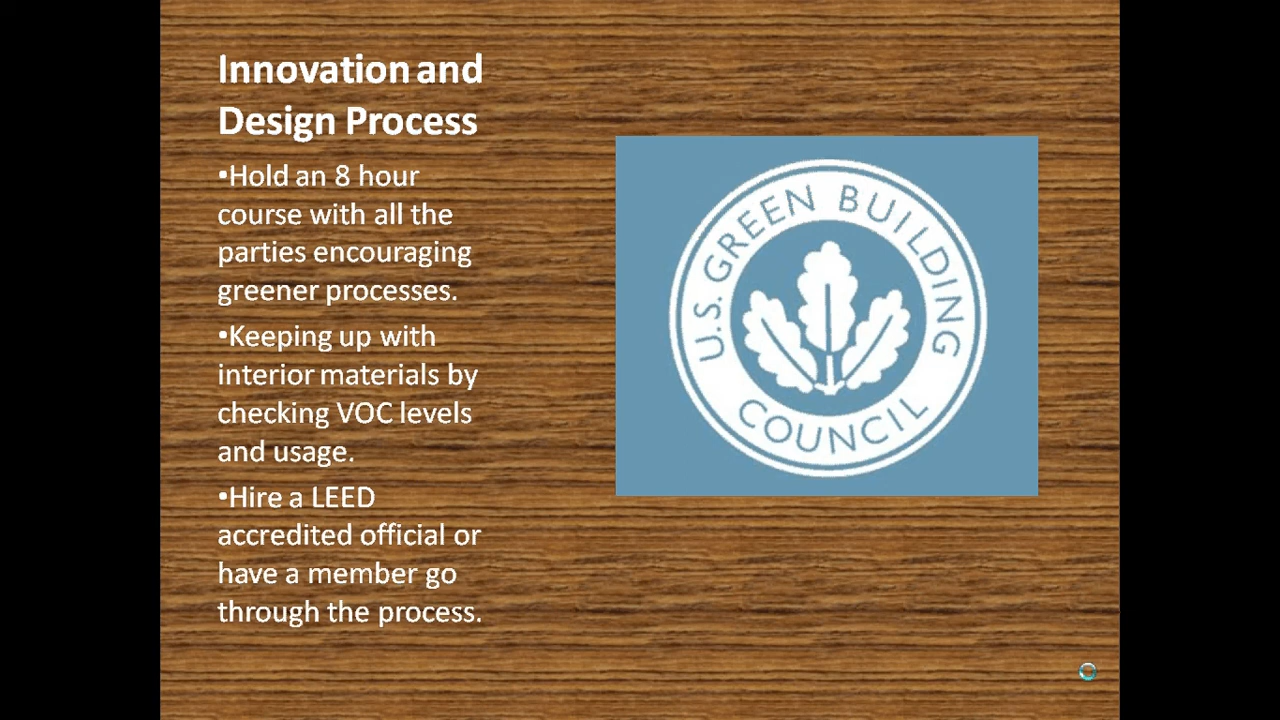 Innovation and
Design Process
•Hold an 8 hour
course with all the
parties encouraging
greener processes.
•Keeping up with
interior materials by
checking VOC levels
and usage.
•Hire a LEED
accredited official or
have a member go
through the process.
U.S. GREEN BUILDING
COUNCIL